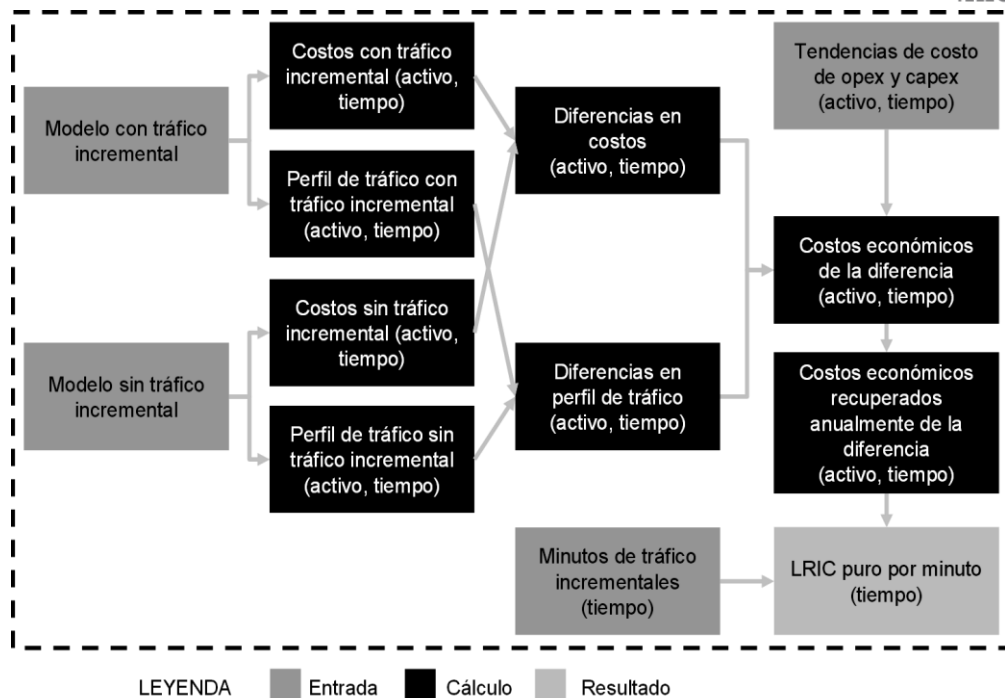 Costos con tráfico
incremental (activo,
tiempo)
Tendencias de costo
de opex y capex
(activo, tiempo)
Modelo con tráfico
incremental
Diferencias en
costos
(activo, tiempo)
Perfil de tráfico con
tráfico incremental
(activo, tiempo)
Costos económicos
de la diferencia
(activo, tiempo)
Costos sin tráfico
incremental (activo,
tiempo)
Modelo sin tráfico
incremental
Diferencias en
perfil de tráfico
(activo, tiempo)
Costos económicos
recuperados
anualmente de la
diferencia
(activo, tiempo)
Perfil de tráfico sin
tráfico incremental
(activo, tiempo)
Minutos de tráfico
incrementales
(tiempo)
LRIC puro por minuto
(tiempo)
LEYENDA Entrada Cálculo Resultado